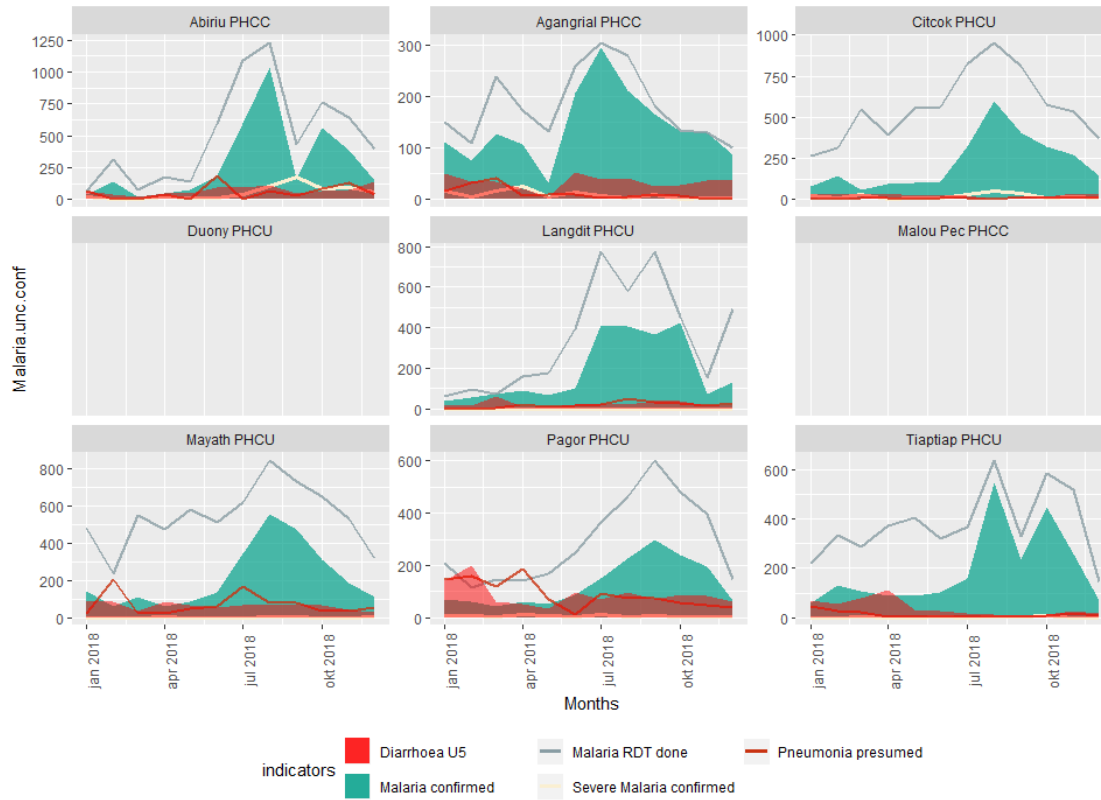 Abiriu PHCC
Agangrial PHCC
Citcok PHCU
1250
1000
750
500
250
0
300
200
100
0
1000
750
500
250
0
Duony PHCU
Langdit PHCU
Malou Pec PHCC
800
600
400
200
0
Malaria.unc.conf
Mayath PHCU
Pagor PHCU
Tiaptiap PHCU
800
600
400
200
0
600
400
200
0
600
400
200
0
jan 2018
apr 2018
jul 2018
okt 2018
jan 2018
apr 2018
jul 2018
okt 2018
jan 2018
apr 2018
jul 2018
okt 2018
Months
indicators
Diarrhoea U5
Malaria RDT done
Pneumonia presumed
Malaria confirmed
Severe Malaria confirmed